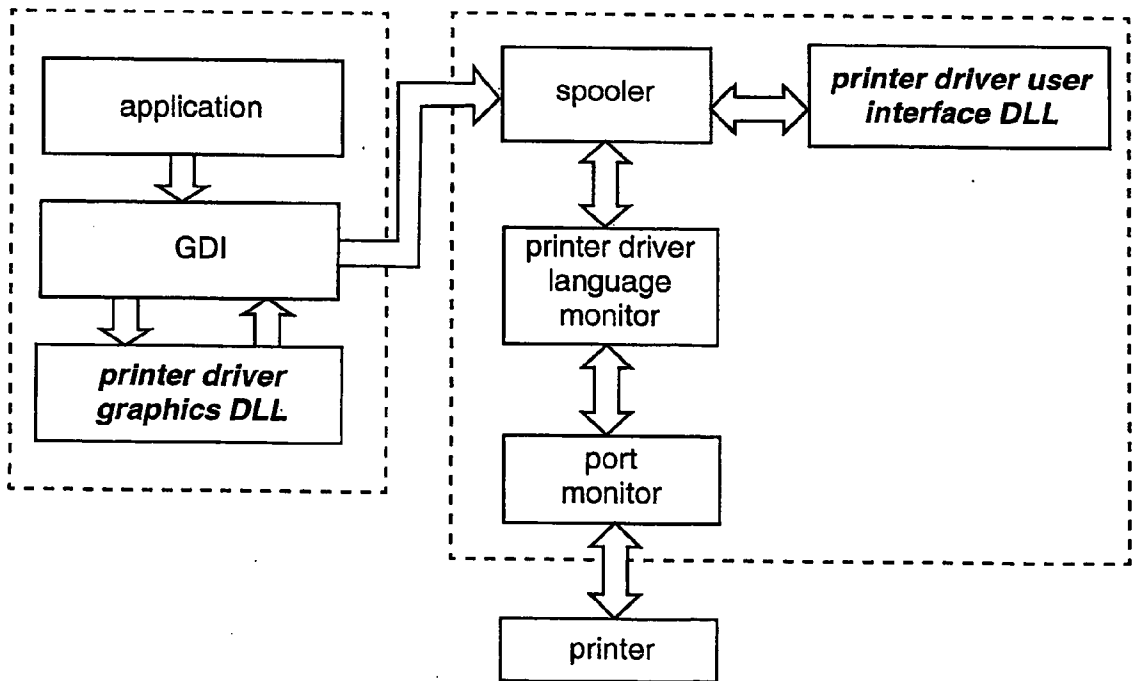 application
GDI
printer driver
graphics DLL
spooler
printer driver user
interface DLL
printer driver
language
monitor
port
monitor
printer